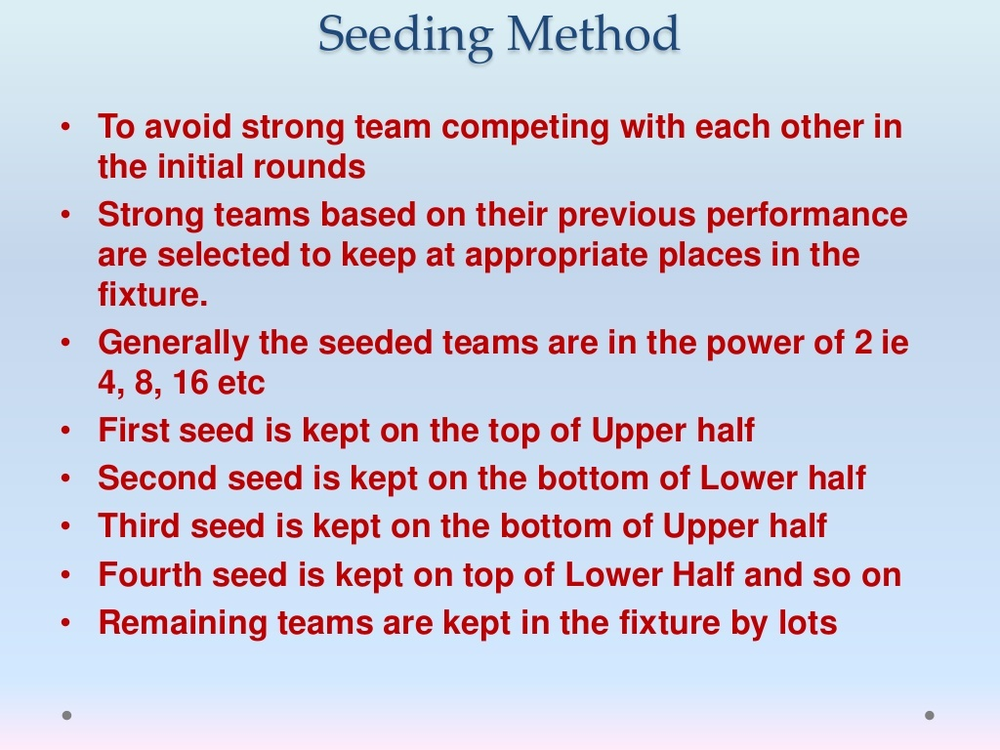 Seeding Method
• To avoid strong team competing with each other in
the initial rounds
• Strong teams based on their previous performance
are selected to keep at appropriate places in the
fixture.
• Generally the seeded teams are in the power of 2 ie
4, 8, 16 etc
• First seed is kept on the top of Upper half
• Second seed is kept on the bottom of Lower half
• Third seed is kept on the bottom of Upper half
• Fourth seed is kept on top of Lower Half and so on
• Remaining teams are kept in the fixture by lots